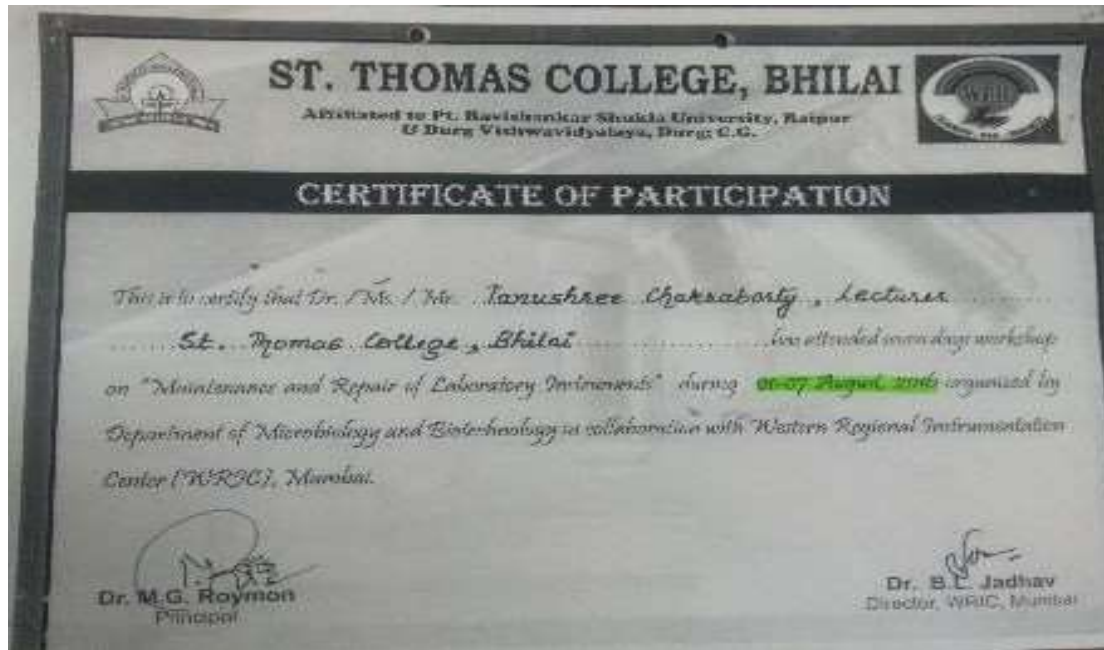 ST. THOMAS COLLEGE, BHILAI
Affiliated to Pt. Ravishankar Shukla University, Raipur
& Durg Vishwavidyalaya, Durg: C.G.
WRIC
CERTIFICATE OF PARTICIPATION
This is to certify that Dr. / Ms. / Mr. Tanushree Chakraborty, Lecturer
St. Thomas College, Bhilai has attended seven days workshop
on "Maintenance and Repair of Laboratory Instruments" during 01-07 August 2016 organized by
Department of Microbiology and Biotechnology in collaboration with Western Regional Instrumentation
Center (WRIC), Mumbai.
Dr. M.G. Roymon
Principal
Dr. B.L. Jadhav
Director, WRIC, Mumbai